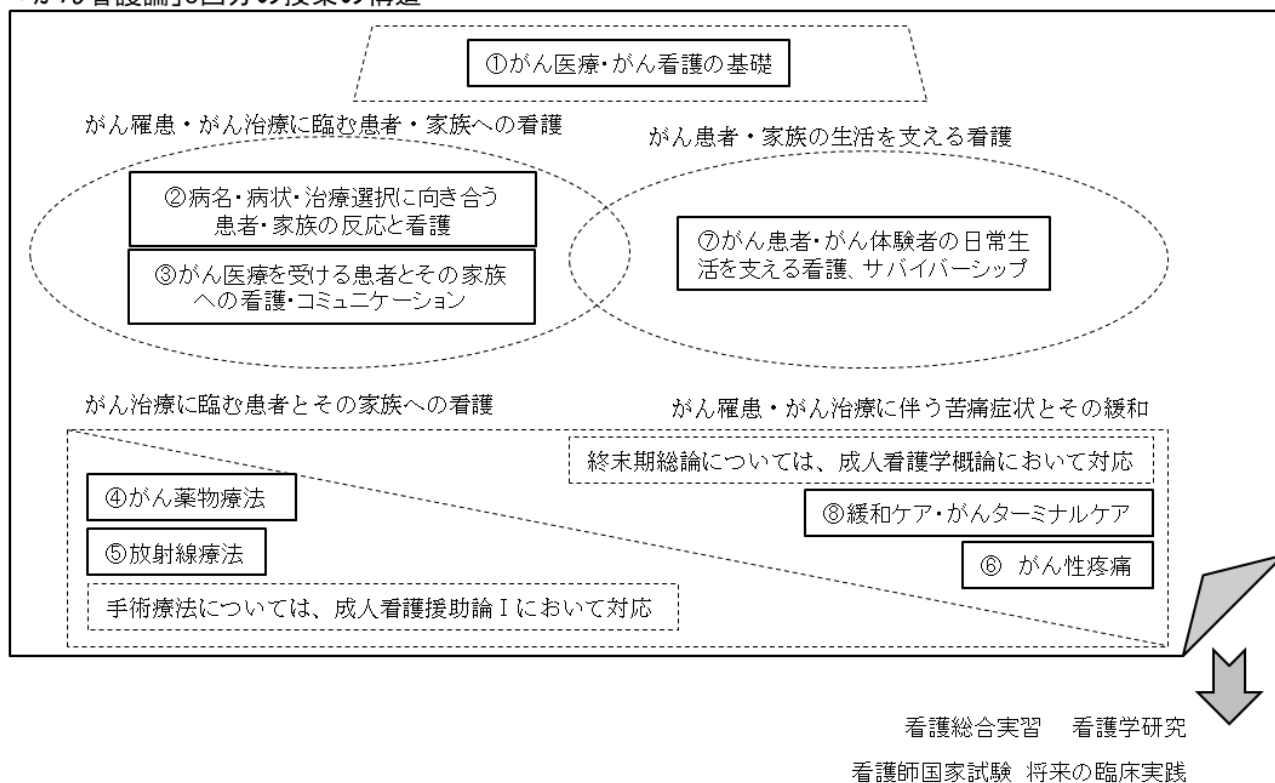 「がん看護論」8回分の授業の構造
①がん医療・がん看護の基礎
がん罹患・がん治療に臨む患者・家族への看護
がん患者・家族の生活を支える看護
②病名・病状・治療選択に向き合う
患者・家族の反応と看護
③がん医療を受ける患者とその家族
への看護・コミュニケーション
⑦がん患者・がん体験者の日常生
活を支える看護、サバイバーシップ
がん治療に臨む患者とその家族への看護
がん罹患・がん治療に伴う苦痛症状とその緩和
終末期総論については、成人看護学概論において対応
④がん薬物療法
⑧緩和ケア・がんターミナルケア
⑤放射線療法
⑥ がん性疼痛
手術療法については、成人看護援助論Ⅰにおいて対応
看護総合実習 看護学研究
看護師国家試験 将来の臨床実践